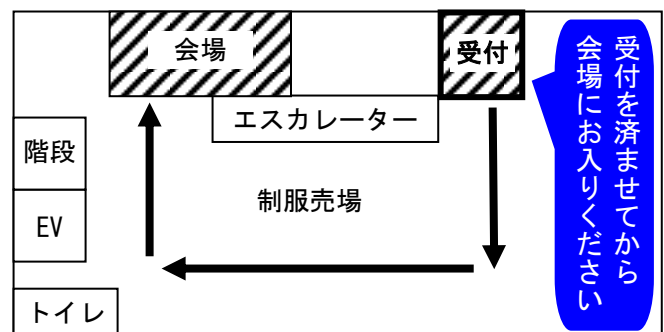 会場
受付
受付を済ませてから
会場にお入りください
エスカレーター
階段
制服売場
EV
トイレ